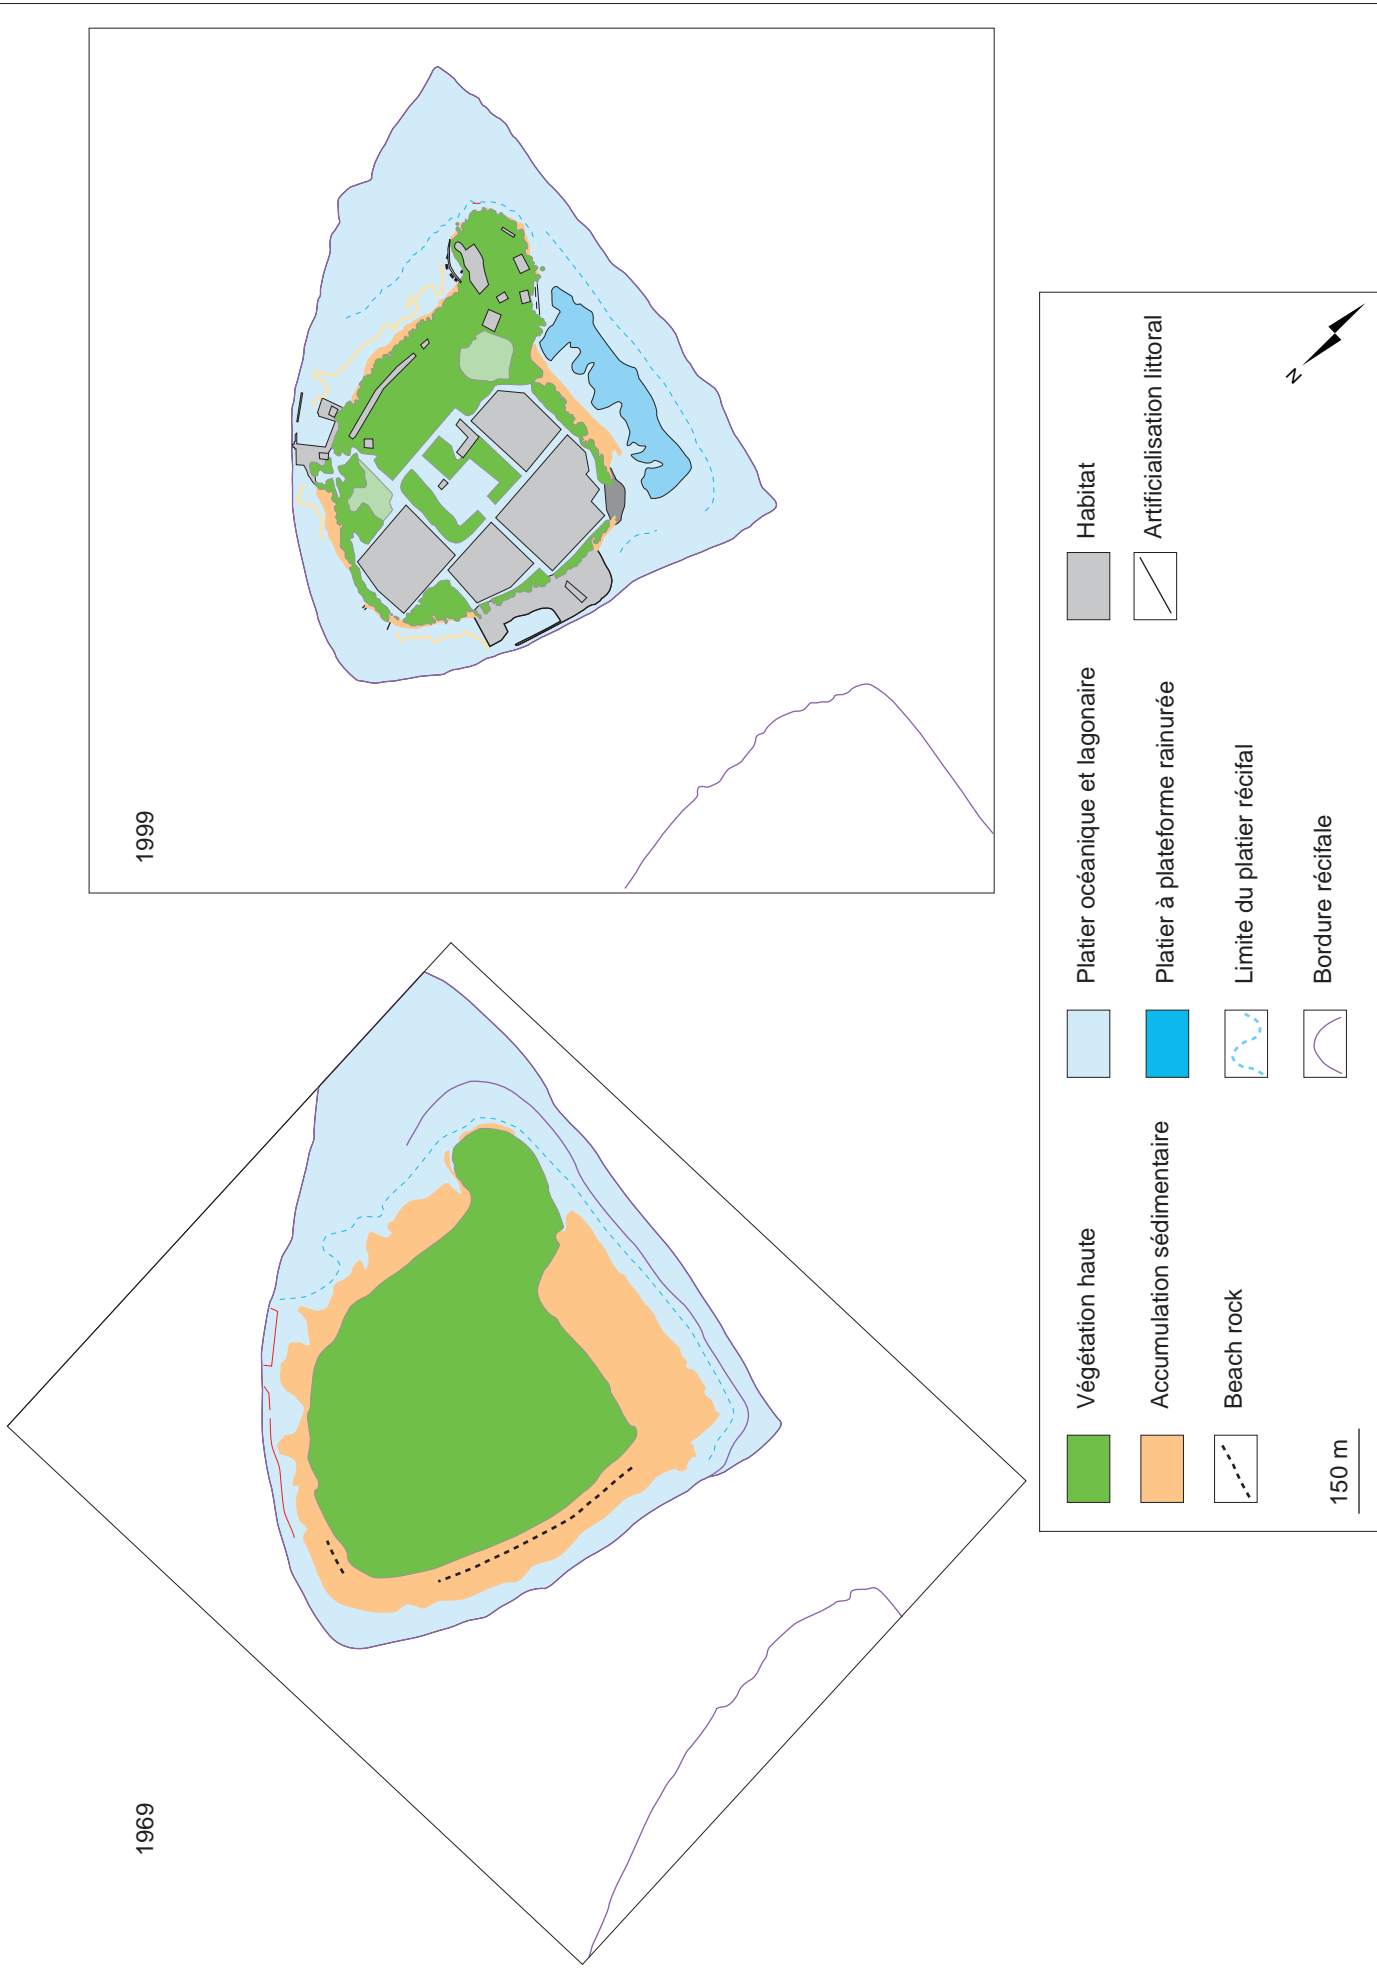 1969
1999
Végétation haute
Accumulation sédimentaire
Beach rock
150 m
Platier océanique et lagonaire
Platier à plateforme rainurée
Limite du platier récifal
Bordure récifale
Habitat
Artificialisation littoral
N